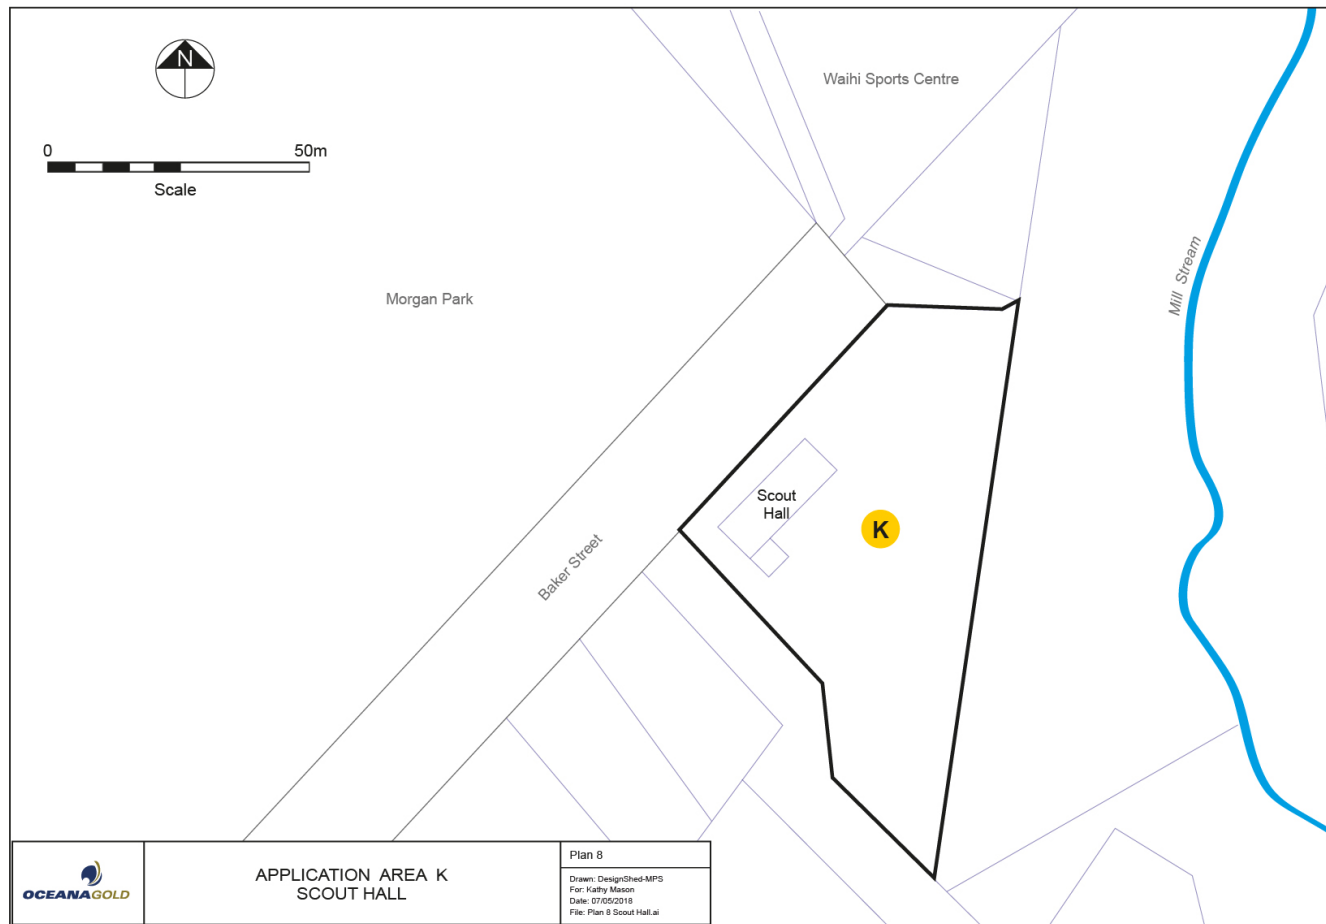 N
0 50m
Scale
Waihi Sports Centre
Morgan Park
Mill Stream
Scout
Hall
K
Baker Street
OCEANAGOLD
APPLICATION AREA K
SCOUT HALL
Plan 8
Drawn: DesignShed-MPS
For: Kathy Mason
Date: 07/05/2018
File: Plan 8 Scout Hall.ai